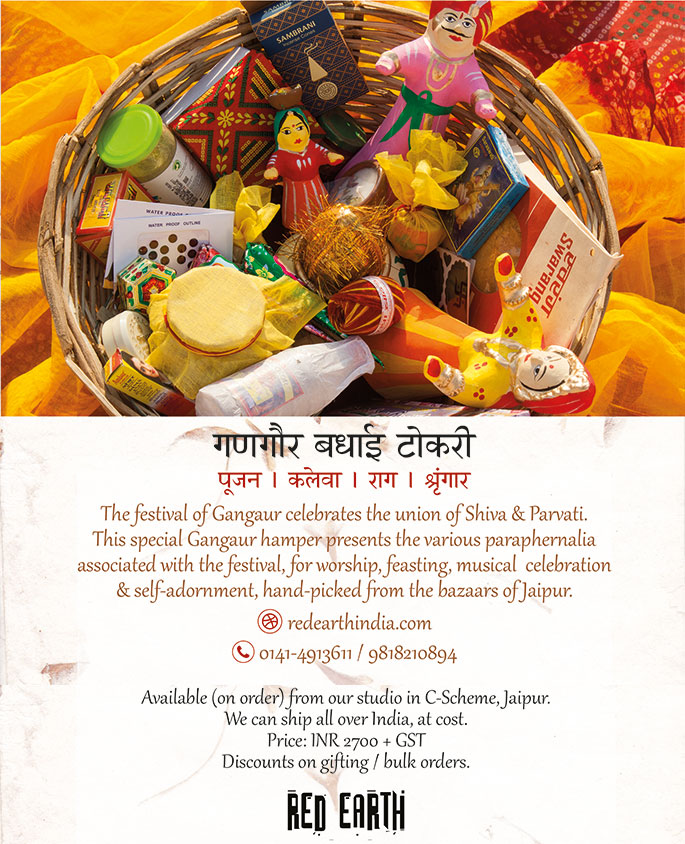 SAMBRANI
Incense Cones
WATER PROOF OUTLINE
स्वरंग
Swarang
गणगौर बधाई टोकरी
पूजन । कलेवा । राग । श्रृंगार
The festival of Gangaur celebrates the union of Shiva & Parvati.
This special Gangaur hamper presents the various paraphernalia
associated with the festival, for worship, feasting, musical celebration
& self-adornment, hand-picked from the bazaars of Jaipur.
redearthindia.com
0141-4913611 / 9818210894
Available (on order) from our studio in C-Scheme, Jaipur.
We can ship all over India, at cost.
Price: INR 2700 + GST
Discounts on gifting / bulk orders.
RED EARTH